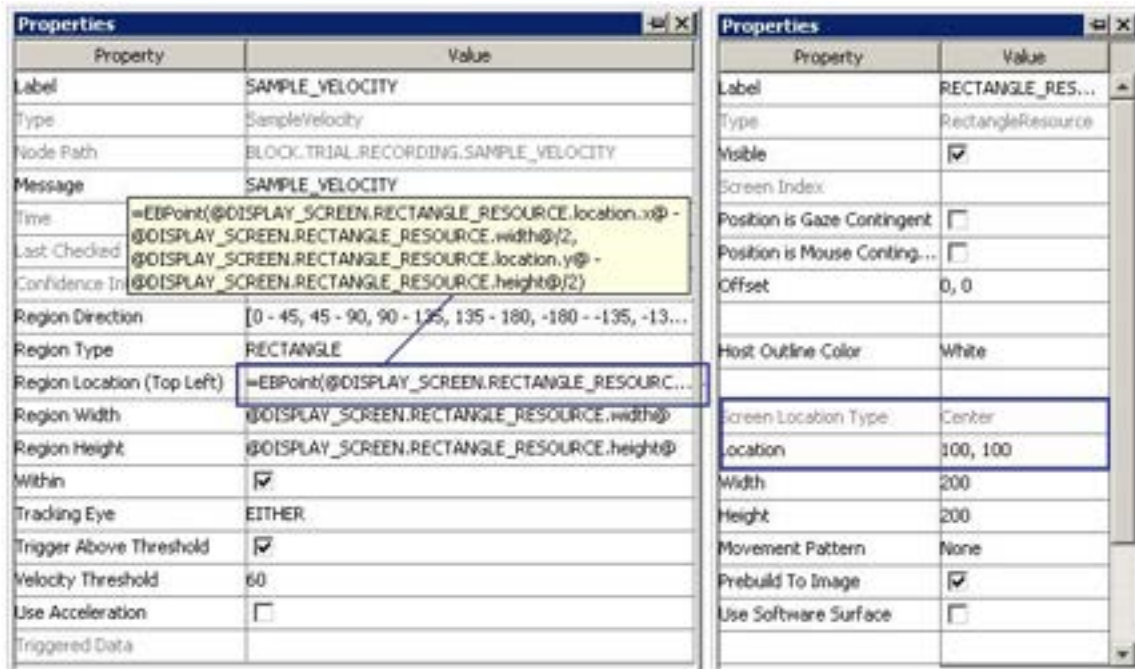 Properties
Property Value
Label SAMPLE_VELOCITY
Type SampleVelocity
Node Path BLOCK.TRIAL.RECORDING.SAMPLE_VELOCITY
Message SAMPLE_VELOCITY
Time
Last Checked
Confidence In
=EBPoint(@DISPLAY_SCREEN.RECTANGLE_RESOURCE.location.x@ -
@DISPLAY_SCREEN.RECTANGLE_RESOURCE.width@/2,
@DISPLAY_SCREEN.RECTANGLE_RESOURCE.location.y@ -
@DISPLAY_SCREEN.RECTANGLE_RESOURCE.height@/2)
Region Direction [0 - 45, 45 - 90, 90 - 135, 135 - 180, -180 - -135, -13...
Region Type RECTANGLE
Region Location (Top Left) =EBPoint(@DISPLAY_SCREEN.RECTANGLE_RESOURC...
Region Width @DISPLAY_SCREEN.RECTANGLE_RESOURCE.width@
Region Height @DISPLAY_SCREEN.RECTANGLE_RESOURCE.height@
Within
Tracking Eye EITHER
Trigger Above Threshold
Velocity Threshold 60
Use Acceleration
Triggered Data
Properties
Property Value
Label RECTANGLE_RES...
Type RectangleResource
Visible
Screen Index
Position is Gaze Contingent
Position is Mouse Conting...
Offset 0, 0
Host Outline Color White
Screen Location Type Center
Location 100, 100
Width 200
Height 200
Movement Pattern None
Prebuild To Image
Use Software Surface